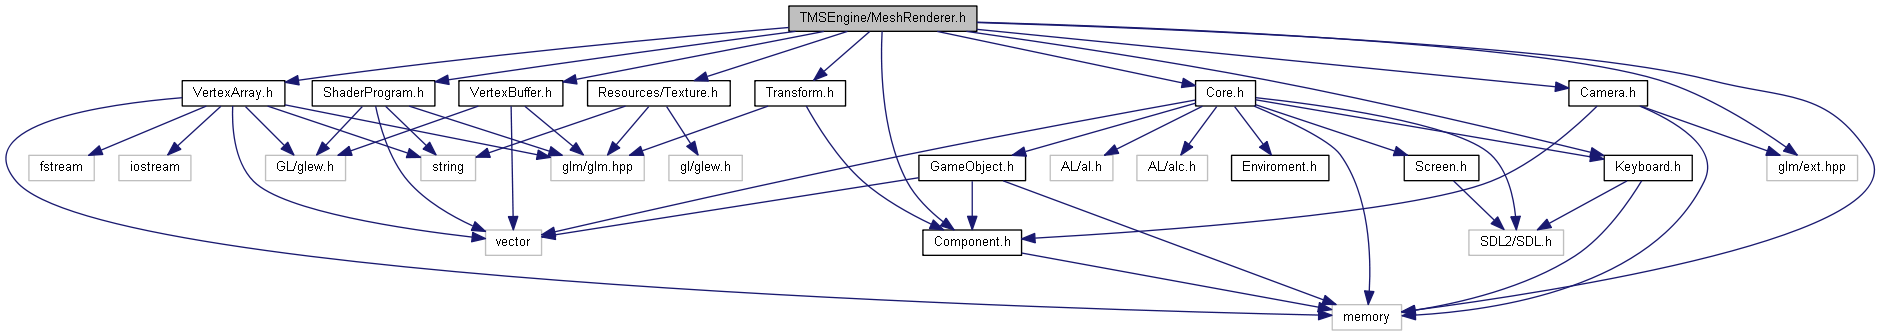 TMSEngine/MeshRenderer.h
VertexArray.h
ShaderProgram.h
VertexBuffer.h
Resources/Texture.h
Transform.h
Core.h
Camera.h
fstream
iostream
GL/glew.h
string
glm/glm.hpp
gl/glew.h
GameObject.h
AL/al.h
AL/alc.h
Enviroment.h
Screen.h
Keyboard.h
glm/ext.hpp
vector
Component.h
SDL2/SDL.h
memory